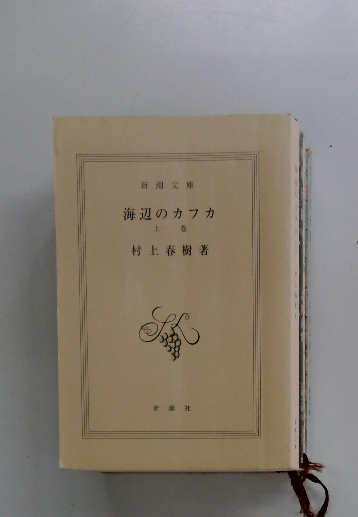 新潮文庫
海辺のカフカ
上巻
村上春樹著
新潮社